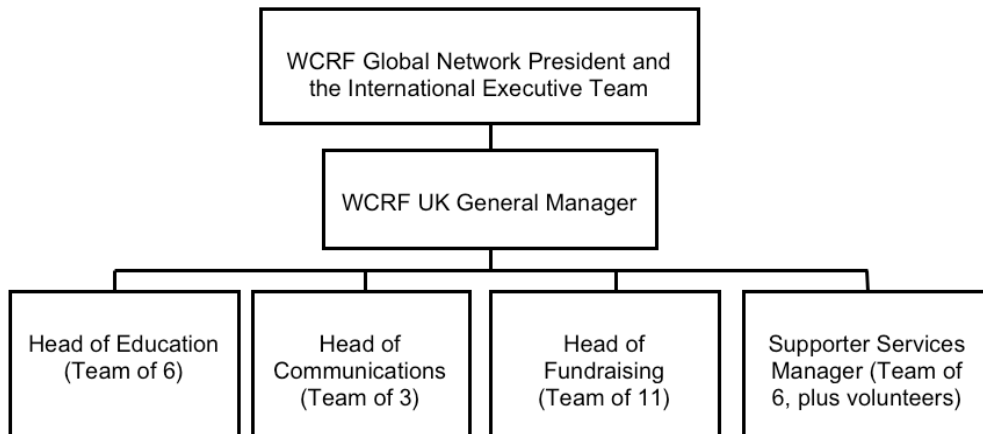 WCRF Global Network President and
the International Executive Team
WCRF UK General Manager
Head of Education
(Team of 6)
Head of
Communications
(Team of 3)
Head of
Fundraising
(Team of 11)
Supporter Services
Manager (Team of
6, plus volunteers)